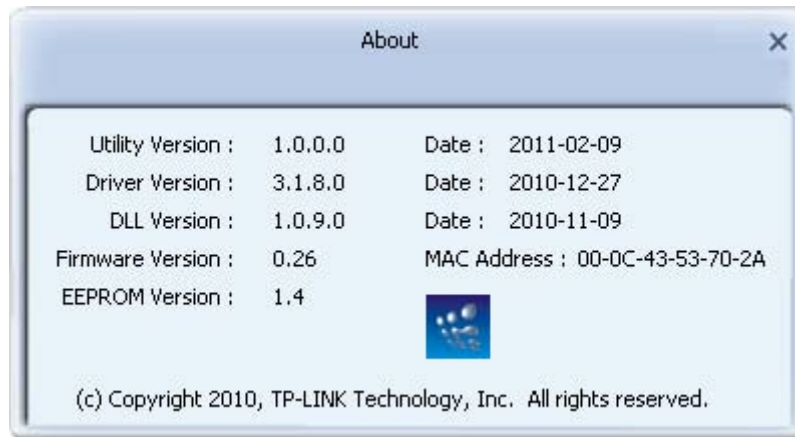 About
Utility Version : 1.0.0.0 Date : 2011-02-09
Driver Version : 3.1.8.0 Date : 2010-12-27
DLL Version : 1.0.9.0 Date : 2010-11-09
Firmware Version : 0.26 MAC Address : 00-0C-43-53-70-2A
EEPROM Version : 1.4
(c) Copyright 2010, TP-LINK Technology, Inc. All rights reserved.